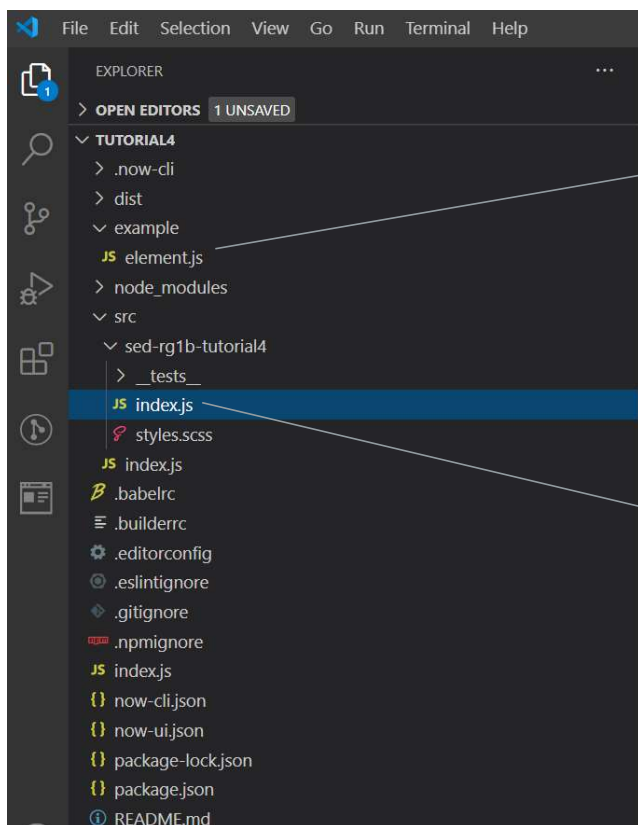 File Edit Selection View Go Run Terminal Help
EXPLORER
1
OPEN EDITORS 1 UNSAVED
TUTORIAL4
.now-cli
dist
example
JS element.js
node_modules
src
sed-rg1b-tutorial4
__tests__
JS index.js
styles.scss
JS index.js
.babelrc
.builderrc
.editorconfig
.eslintignore
.gitignore
.npmignore
JS index.js
{} now-cli.json
{} now-ui.json
{} package-lock.json
{} package.json
README.md